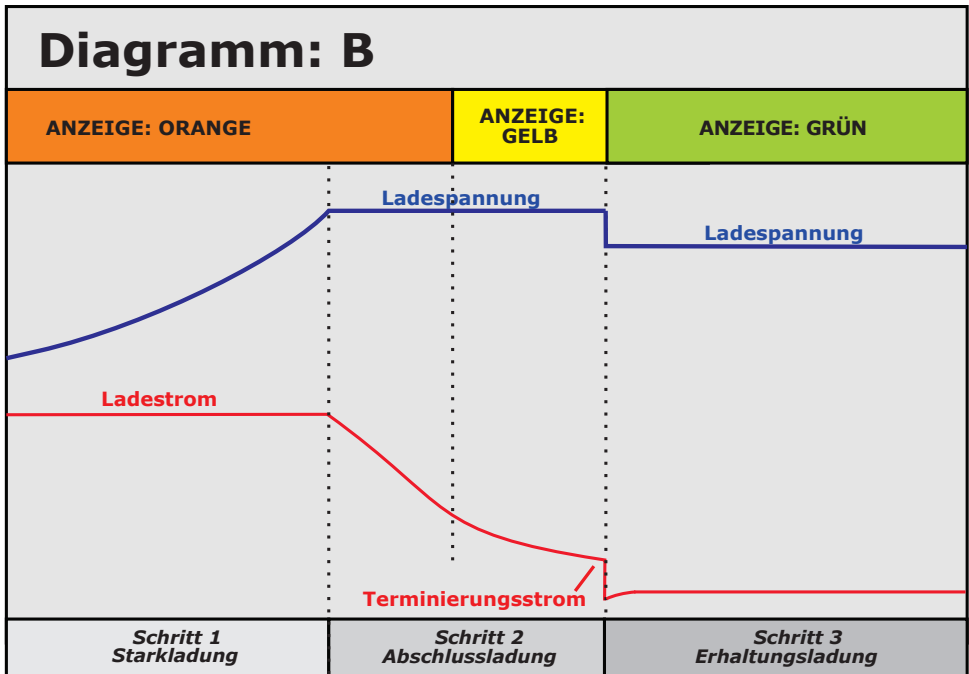 Diagramm: B
ANZEIGE: ORANGE
ANZEIGE:
GELB
ANZEIGE: GRÜN
Ladespannung
Ladespannung
Ladestrom
Terminierungsstrom
Schritt 1
Starkladung
Schritt 2
Abschlussladung
Schritt 3
Erhaltungsladung